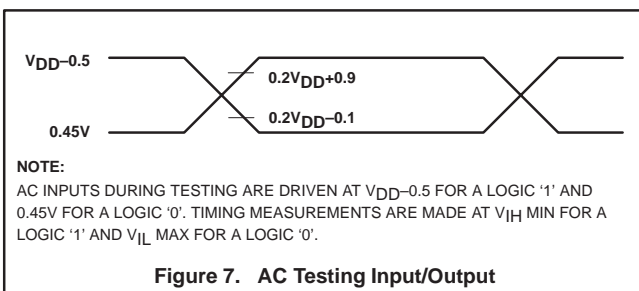 VDD–0.5
0.2VDD+0.9
0.2VDD–0.1
0.45V
NOTE:
AC INPUTS DURING TESTING ARE DRIVEN AT VDD–0.5 FOR A LOGIC ‘1’ AND
0.45V FOR A LOGIC ‘0’. TIMING MEASUREMENTS ARE MADE AT VIH MIN FOR A
LOGIC ‘1’ AND VIL MAX FOR A LOGIC ‘0’.
Figure 7. AC Testing Input/Output